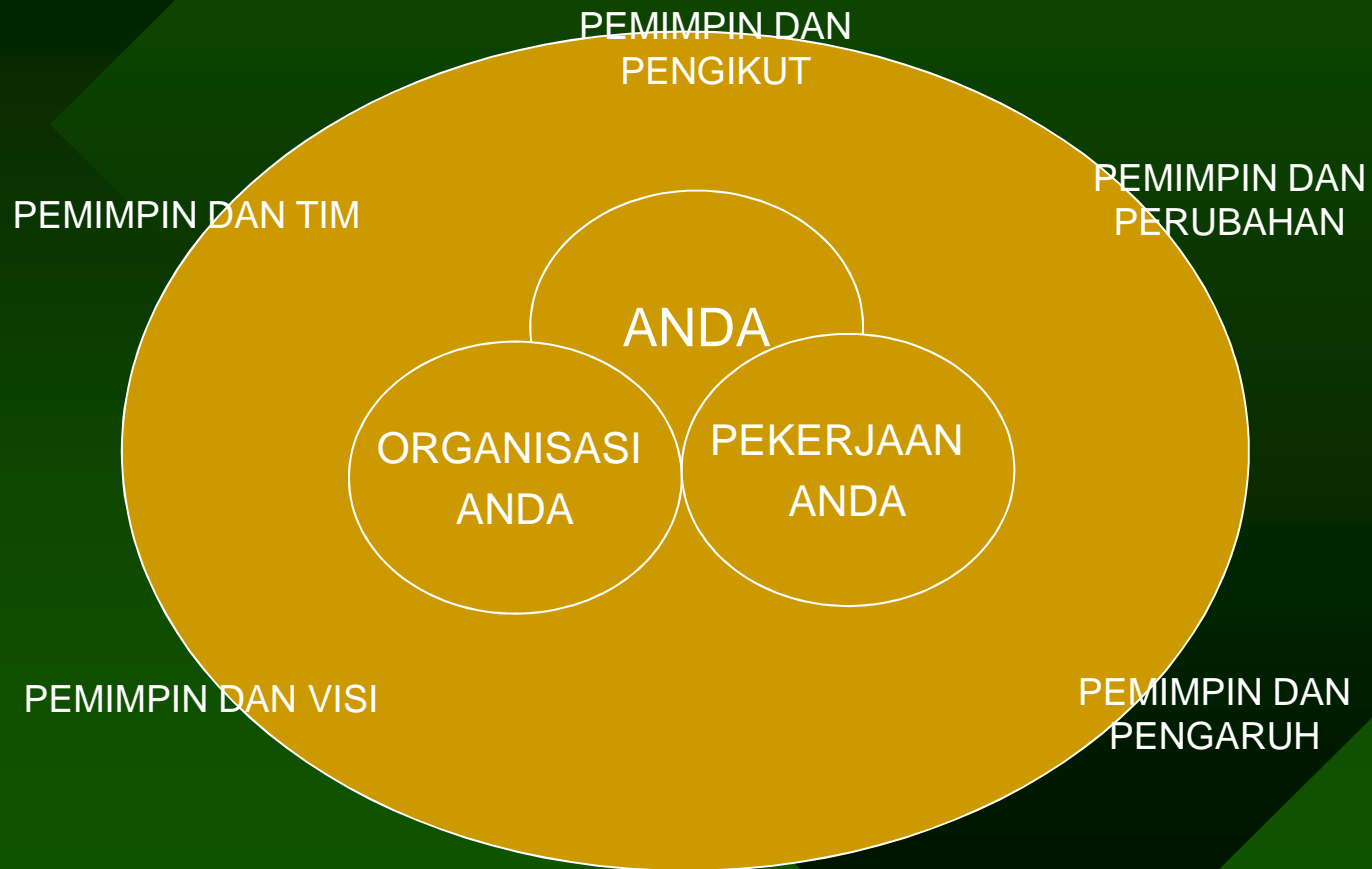 PEMIMPIN DAN
PENGIKUT
PEMIMPIN DAN
PERUBAHAN
PEMIMPIN DAN TIM
ANDA
ORGANISASI
ANDA
PEKERJAAN
ANDA
PEMIMPIN DAN VISI
PEMIMPIN DAN
PENGARUH